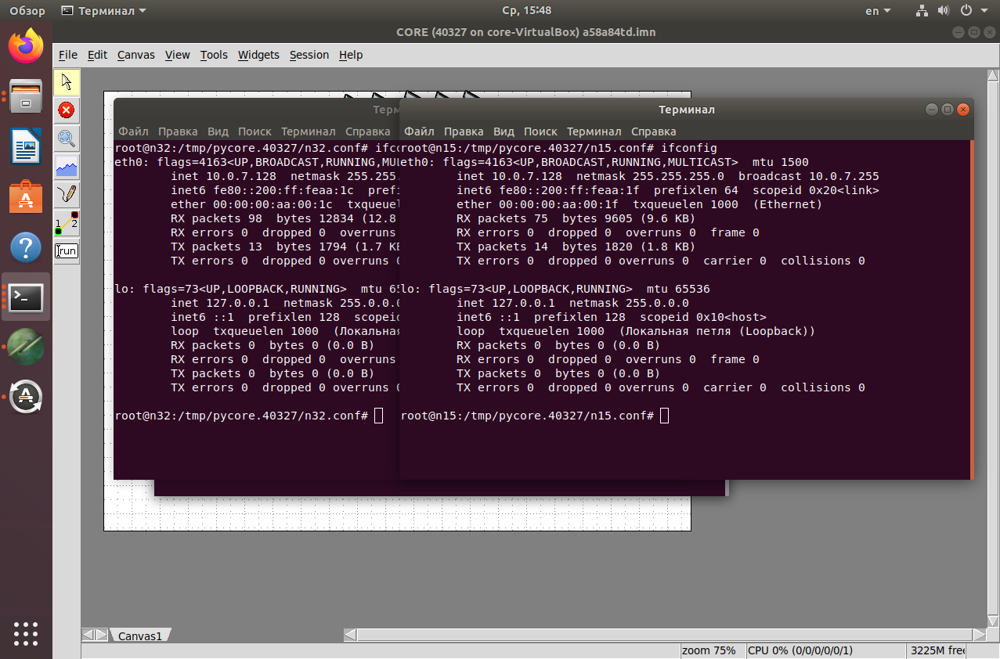 Обзор Терминал Ср, 15:48 en
CORE (40327 on core-VirtualBox) a58a84td.imn
File Edit Canvas View Tools Widgets Session Help
Терминал
Файл Правка Вид Поиск Терминал Справка
root@n32:/tmp/pycore.40327/n32.conf#
eth0: flags=4163<UP,BROADCAST,RUNNING,
inet 10.0.7.128 netmask 255.255.
inet6 fe80::200:ff:feaa:1c
ether 00:00:00:aa:00:1c
RX packets 98 bytes 12834 (12.8
RX errors 0 dropped 0 overruns
TX packets 13 bytes 1794 (1.7
TX errors 0 dropped 0 overruns
lo: flags=73<UP,LOOPBACK,RUNNING> mtu
inet 127.0.0.1 netmask 255.0.0.
inet6 ::1 prefixlen 128
loop txqueuelen 1000
RX packets 0 bytes 0 (0.0 B)
RX errors 0 dropped 0 overruns
TX packets 0 bytes 0 (0.0 B)
TX errors 0 dropped 0 overruns
root@n32:/tmp/pycore.40327/n32.conf#
Терминал
Файл Правка Вид Поиск Терминал Справка
root@n15:/tmp/pycore.40327/n15.conf# ifconfig
eth0: flags=4163<UP,BROADCAST,RUNNING,MULTICAST> mtu 1500
inet 10.0.7.128 netmask 255.255.255.0 broadcast 10.0.7.255
inet6 fe80::200:ff:feaa:1f prefixlen 64 scopeid 0x20<link>
ether 00:00:00:aa:00:1f txqueuelen 1000 (Ethernet)
RX packets 75 bytes 9605 (9.6 KB)
RX errors 0 dropped 0 overruns 0 frame 0
TX packets 14 bytes 1820 (1.8 KB)
TX errors 0 dropped 0 overruns 0 carrier 0 collisions 0
lo: flags=73<UP,LOOPBACK,RUNNING> mtu 65536
inet 127.0.0.1 netmask 255.0.0.0
inet6 ::1 prefixlen 128 scopeid 0x10<host>
loop txqueuelen 1000 (Локальная петля (Loopback))
RX packets 0 bytes 0 (0.0 B)
RX errors 0 dropped 0 overruns 0 frame 0
TX packets 0 bytes 0 (0.0 B)
TX errors 0 dropped 0 overruns 0 carrier 0 collisions 0
root@n15:/tmp/pycore.40327/n15.conf#
1 2
run
Canvas1
zoom 75% CPU 0% (0/0/0/0/0/1) 3225M free